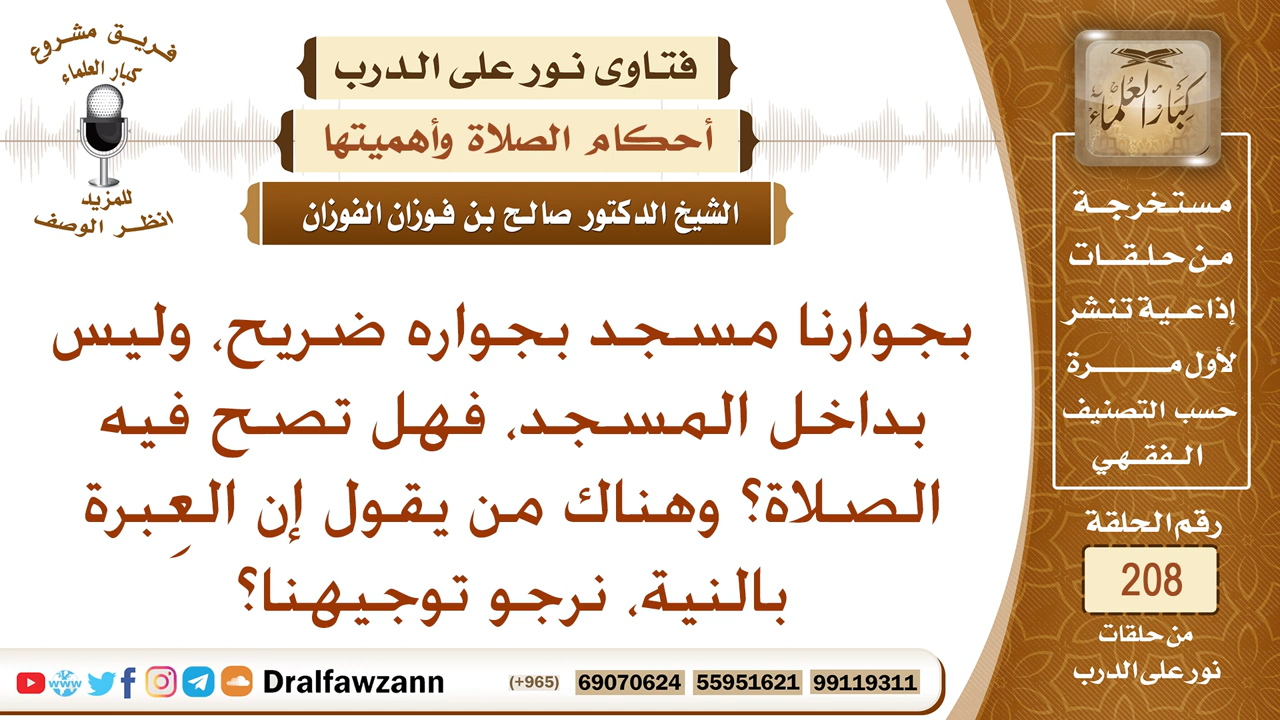 فريق مشروع
كبار العلماء
للمزيد
انظر الوصف
فتاوى نور على الدرب
أحكام الصلاة وأهميتها
الشيخ الدكتور صالح بن فوزان الفوزان
بجوارنا مسجد بجواره ضريح، وليس
بداخل المسجد، فهل تصح فيه
الصلاة؟ وهناك من يقول إن العِبرة
بالنية، نرجو توجيهنا؟
كبار العلماء
مستخرجة
من حلقات
إذاعية تنشر
لأول مرة
حسب التصنيف
الفقهي
رقم الحلقة
208
من حلقات
نور على الدرب
www
Dralfawzann
(+965) 69070624 55951621 99119311